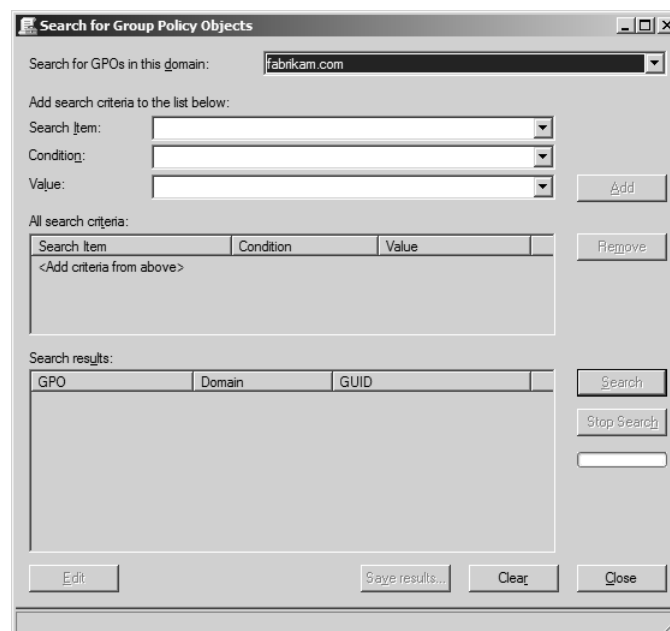 Search for Group Policy Objects
Search for GPOs in this domain: fabrikam.com
Add search criteria to the list below:
Search Item:
Condition:
Value:
Add
All search criteria:
Search Item Condition Value
Remove
<Add criteria from above>
Search results:
GPO Domain GUID
Search
Stop Search
Edit Save results... Clear Close